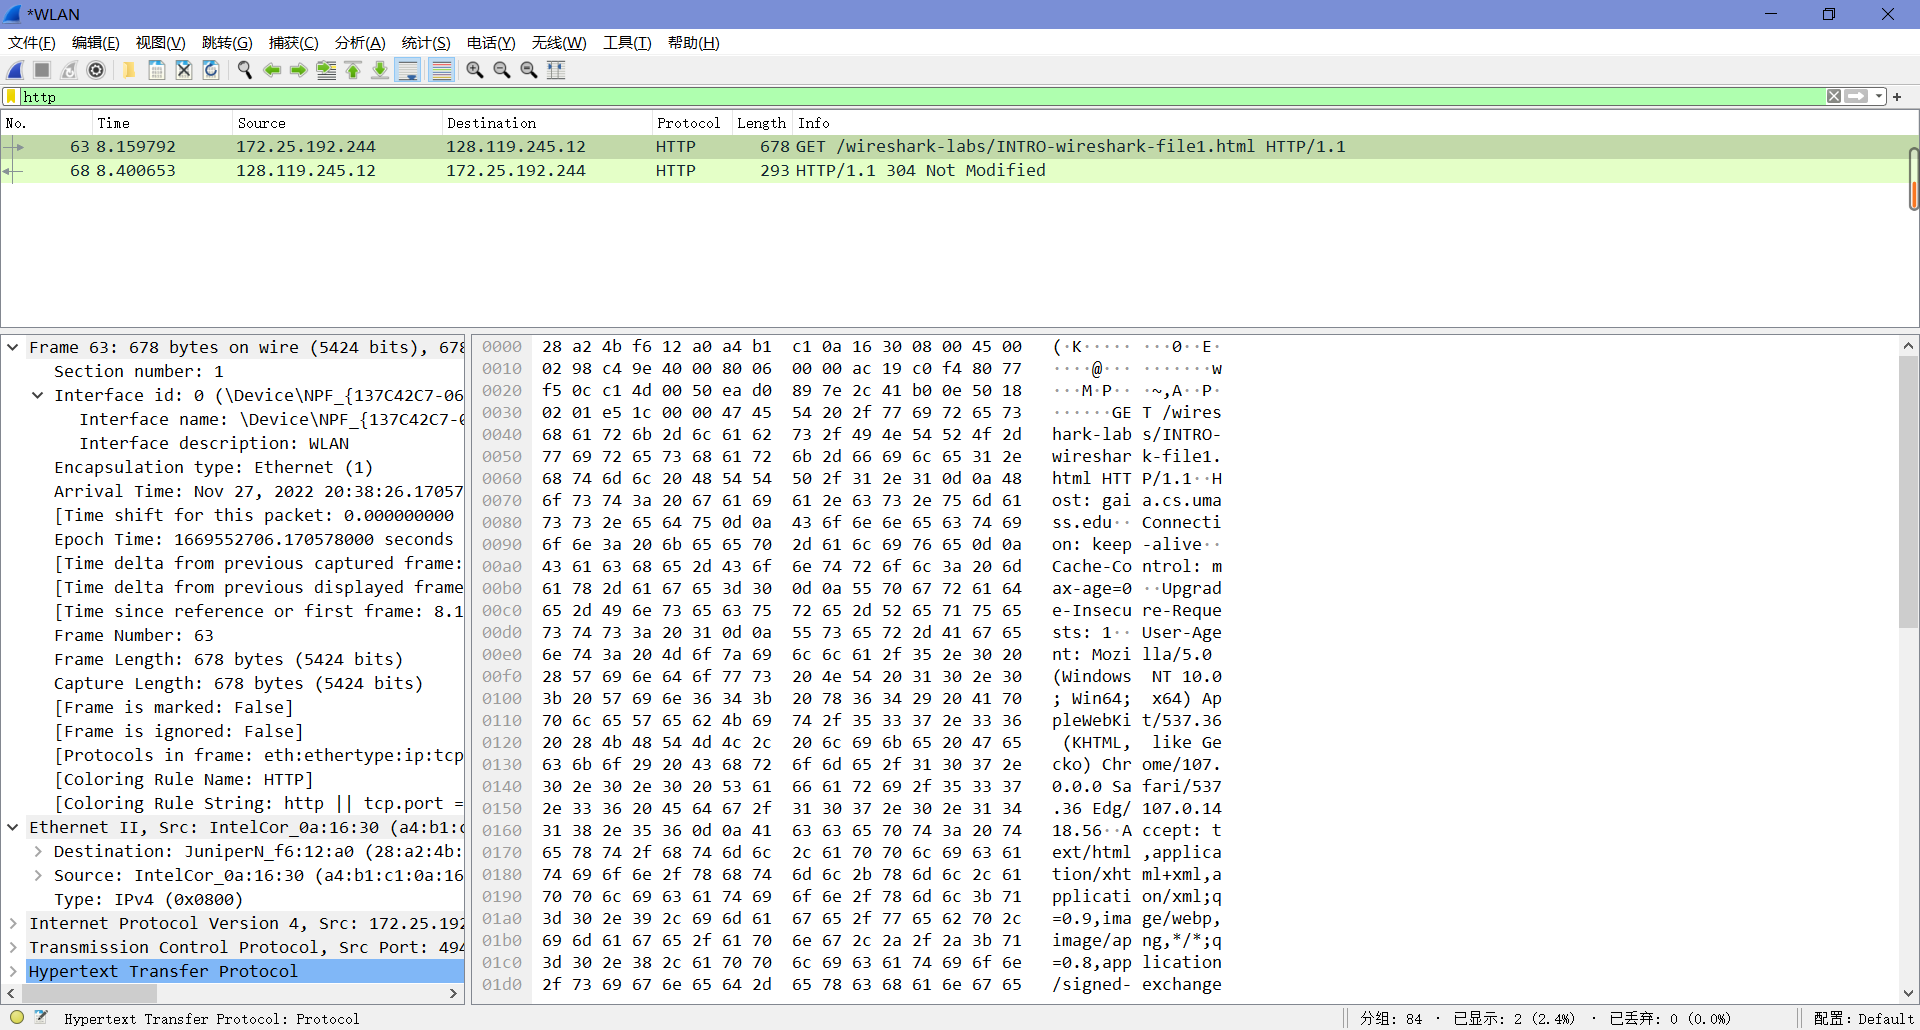 *WLAN
文件(F) 编辑(E) 视图(V) 跳转(G) 捕获(C) 分析(A) 统计(S) 电话(Y) 无线(W) 工具(T) 帮助(H)
http
No. Time Source Destination Protocol Length Info
63 8.159792 172.25.192.244 128.119.245.12 HTTP 678 GET /wireshark-labs/INTRO-wireshark-file1.html HTTP/1.1
68 8.400653 128.119.245.12 172.25.192.244 HTTP 293 HTTP/1.1 304 Not Modified
Frame 63: 678 bytes on wire (5424 bits), 678
Section number: 1
Interface id: 0 (\Device\NPF_{137C42C7-06
Interface name: \Device\NPF_{137C42C7-0
Interface description: WLAN
Encapsulation type: Ethernet (1)
Arrival Time: Nov 27, 2022 20:38:26.17057
[Time shift for this packet: 0.000000000
Epoch Time: 1669552706.170578000 seconds
[Time delta from previous captured frame:
[Time delta from previous displayed frame
[Time since reference or first frame: 8.1
Frame Number: 63
Frame Length: 678 bytes (5424 bits)
Capture Length: 678 bytes (5424 bits)
[Frame is marked: False]
[Frame is ignored: False]
[Protocols in frame: eth:ethertype:ip:tcp
[Coloring Rule Name: HTTP]
[Coloring Rule String: http || tcp.port =
Ethernet II, Src: IntelCor_0a:16:30 (a4:b1:c
Destination: JuniperN_f6:12:a0 (28:a2:4b:
Source: IntelCor_0a:16:30 (a4:b1:c1:0a:16
Type: IPv4 (0x0800)
Internet Protocol Version 4, Src: 172.25.192
Transmission Control Protocol, Src Port: 494
Hypertext Transfer Protocol
0000 28 a2 4b f6 12 a0 a4 b1 c1 0a 16 30 08 00 45 00 (·K····· ···0··E·
0010 02 98 c4 9e 40 00 80 06 00 00 ac 19 c0 f4 80 77 ····@··· ·······w
0020 f5 0c c1 4d 00 50 ea d0 89 7e 2c 41 b0 0e 50 18 ···M·P·· ·~,A··P·
0030 02 01 e5 1c 00 00 47 45 54 20 2f 77 69 72 65 73 ······GE T /wires
0040 68 61 72 6b 2d 6c 61 62 73 2f 49 4e 54 52 4f 2d hark-lab s/INTRO-
0050 77 69 72 65 73 68 61 72 6b 2d 66 69 6c 65 31 2e wireshar k-file1.
0060 68 74 6d 6c 20 48 54 54 50 2f 31 2e 31 0d 0a 48 html HTT P/1.1··H
0070 6f 73 74 3a 20 67 61 69 61 2e 63 73 2e 75 6d 61 ost: gai a.cs.uma
0080 73 73 2e 65 64 75 0d 0a 43 6f 6e 6e 65 63 74 69 ss.edu·· Connecti
0090 6f 6e 3a 20 6b 65 65 70 2d 61 6c 69 76 65 0d 0a on: keep -alive··
00a0 43 61 63 68 65 2d 43 6f 6e 74 72 6f 6c 3a 20 6d Cache-Co ntrol: m
00b0 61 78 2d 61 67 65 3d 30 0d 0a 55 70 67 72 61 64 ax-age=0 ··Upgrad
00c0 65 2d 49 6e 73 65 63 75 72 65 2d 52 65 71 75 65 e-Insecu re-Reque
00d0 73 74 73 3a 20 31 0d 0a 55 73 65 72 2d 41 67 65 sts: 1·· User-Age
00e0 6e 74 3a 20 4d 6f 7a 69 6c 6c 61 2f 35 2e 30 20 nt: Mozi lla/5.0
00f0 28 57 69 6e 64 6f 77 73 20 4e 54 20 31 30 2e 30 (Windows NT 10.0
0100 3b 20 57 69 6e 36 34 3b 20 78 36 34 29 20 41 70 ; Win64; x64) Ap
0110 70 6c 65 57 65 62 4b 69 74 2f 35 33 37 2e 33 36 pleWebKi t/537.36
0120 20 28 4b 48 54 4d 4c 2c 20 6c 69 6b 65 20 47 65 (KHTML, like Ge
0130 63 6b 6f 29 20 43 68 72 6f 6d 65 2f 31 30 37 2e cko) Chr ome/107.
0140 30 2e 30 2e 30 20 53 61 66 61 72 69 2f 35 33 37 0.0.0 Sa fari/537
0150 2e 33 36 20 45 64 67 2f 31 30 37 2e 30 2e 31 34 .36 Edg/ 107.0.14
0160 31 38 2e 35 36 0d 0a 41 63 63 65 70 74 3a 20 74 18.56··A ccept: t
0170 65 78 74 2f 68 74 6d 6c 2c 61 70 70 6c 69 63 61 ext/html ,applica
0180 74 69 6f 6e 2f 78 68 74 6d 6c 2b 78 6d 6c 2c 61 tion/xht ml+xml,a
0190 70 70 6c 69 63 61 74 69 6f 6e 2f 78 6d 6c 3b 71 pplicati on/xml;q
01a0 3d 30 2e 39 2c 69 6d 61 67 65 2f 77 65 62 70 2c =0.9,ima ge/webp,
01b0 69 6d 61 67 65 2f 61 70 6e 67 2c 2a 2f 2a 3b 71 image/ap ng,*/*;q
01c0 3d 30 2e 38 2c 61 70 70 6c 69 63 61 74 69 6f 6e =0.8,app lication
01d0 2f 73 69 67 6e 65 64 2d 65 78 63 68 61 6e 67 65 /signed- exchange
Hypertext Transfer Protocol: Protocol 分组: 84 · 已显示: 2 (2.4%) · 已丢弃: 0 (0.0%) 配置: Default